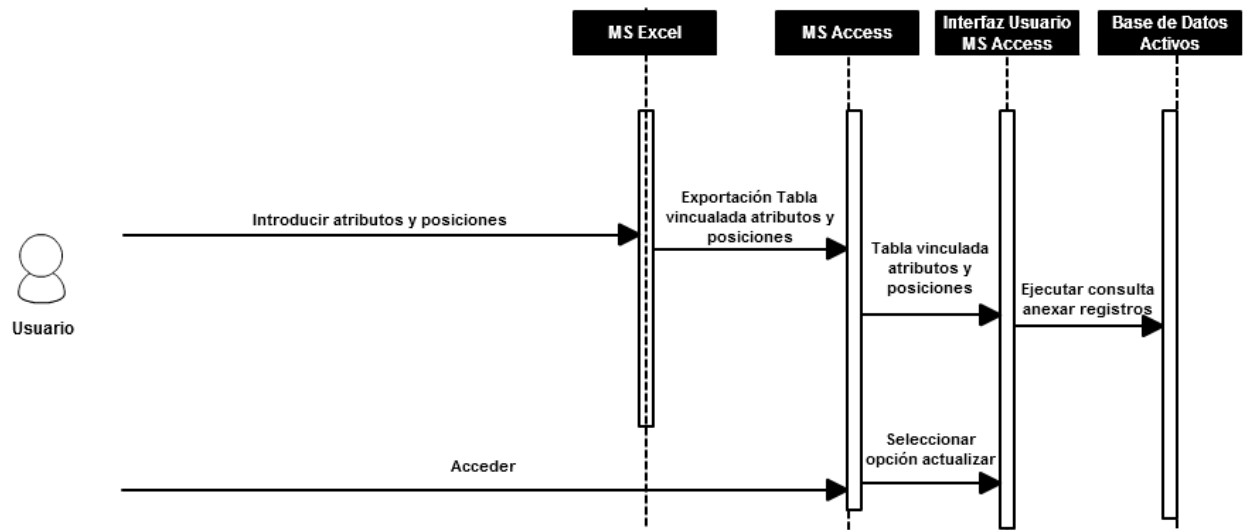 MS Excel
MS Access
Interfaz Usuario
MS Access
Base de Datos
Activos
Introducir atributos y posiciones
Exportación Tabla
vincualada atributos y
posiciones
Tabla vinculada
atributos y
posiciones
Ejecutar consulta
anexar registros
Usuario
Acceder
Seleccionar
opción actualizar